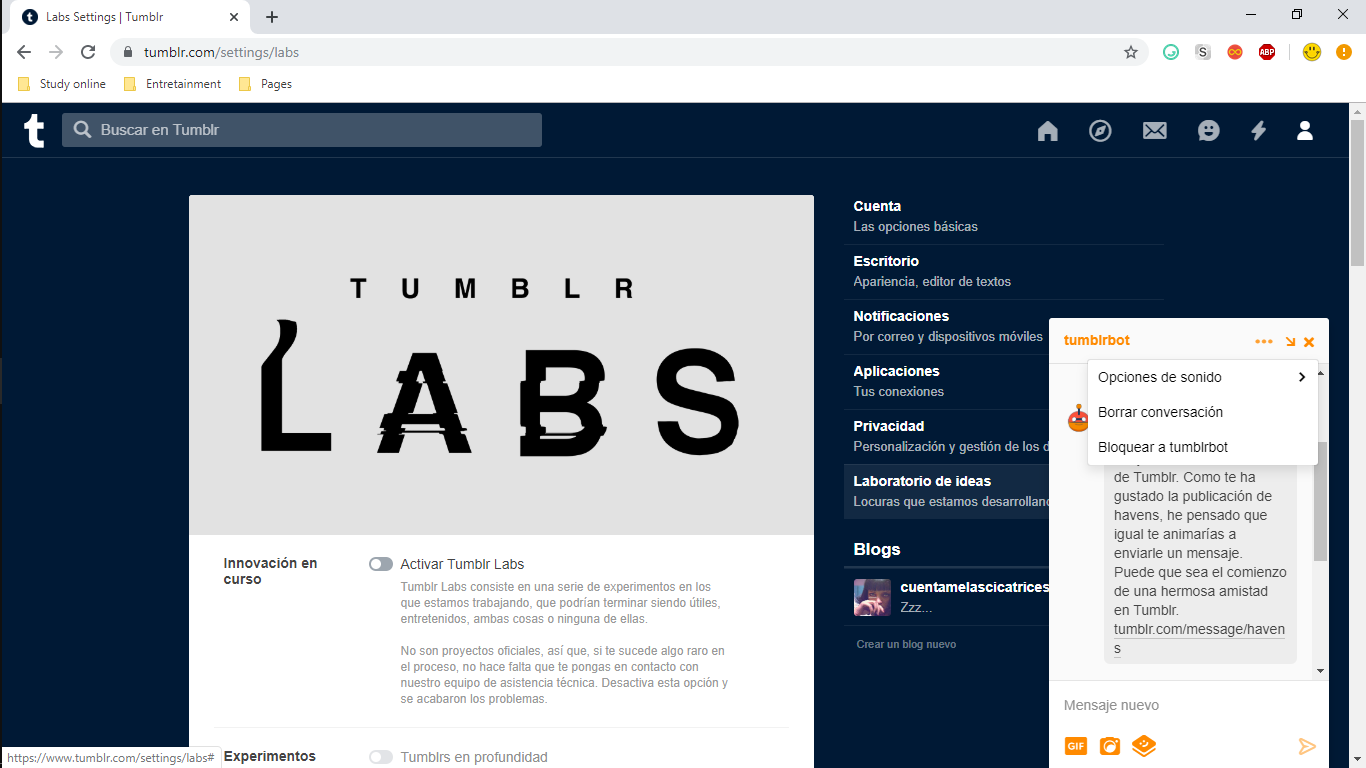 Labs Settings | Tumblr
tumblr.com/settings/labs
S
ABP
Study online
Entretainment
Pages
t
Buscar en Tumblr
TUMBLR
LABS
Innovación en
curso
Activar Tumblr Labs
Tumblr Labs consiste en una serie de experimentos en los
que estamos trabajando, que podrían terminar siendo útiles,
entretenidos, ambas cosas o ninguna de ellas.
No son proyectos oficiales, así que, si te sucede algo raro en
el proceso, no hace falta que te pongas en contacto con
nuestro equipo de asistencia técnica. Desactiva esta opción y
se acabaron los problemas.
Experimentos
Tumblrs en profundidad
Cuenta
Las opciones básicas
Escritorio
Apariencia, editor de textos
Notificaciones
Por correo y dispositivos móviles
Aplicaciones
Tus conexiones
Privacidad
Personalización y gestión de los d
Laboratorio de ideas
Locuras que estamos desarrollanc
Blogs
cuentamelascicatrices
Zzz...
Crear un blog nuevo
tumblrbot
Opciones de sonido
Borrar conversación
Bloquear a tumblrbot
de Tumblr. Como te ha
gustado la publicación de
havens, he pensado que
igual te animarías a
enviarle un mensaje.
Puede que sea el comienzo
de una hermosa amistad
en Tumblr.
tumblr.com/message/haven
s
Mensaje nuevo
GIF
https://www.tumblr.com/settings/labs#